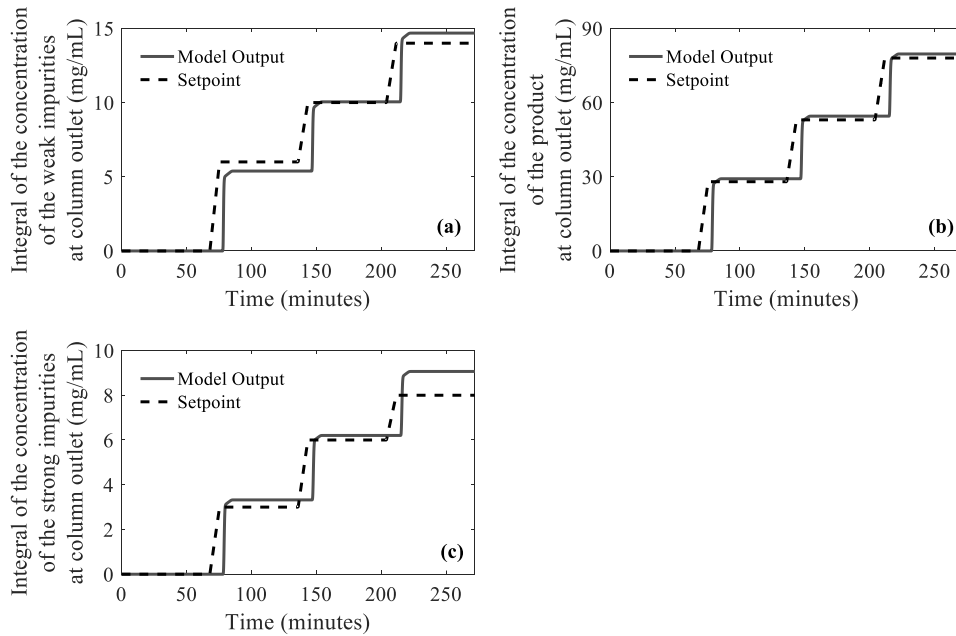 Integral of the concentration
of the weak impurities
at column outlet (mg/mL)
15
10
5
0
Model Output
Setpoint
(a)
0 50 100 150 200 250
Time (minutes)
Integral of the concentration
of the product
at column outlet (mg/mL)
90
60
30
0
Model Output
Setpoint
(b)
0 50 100 150 200 250
Time (minutes)
Integral of the concentration
of the strong impurities
at column outlet (mg/mL)
10
8
6
4
2
0
Model Output
Setpoint
(c)
0 50 100 150 200 250
Time (minutes)